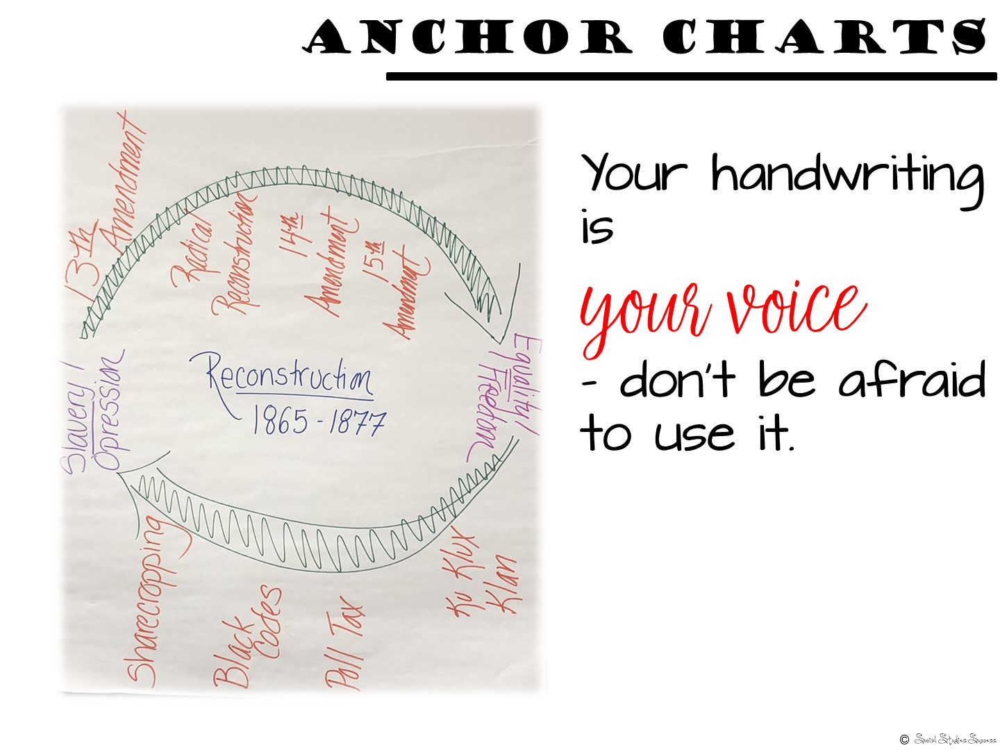 ANCHOR CHARTS
13th
Amendment
Radical
Reconstruction
14th
Amendment
15th
Amendment
Slavery /
Opression
Reconstruction
1865-1877
Equality/
Freedom
Sharecropping
Black
Codes
Poll Tax
Ku Klux
Klan
Your handwriting
is
your voice
- don't be afraid
to use it.
© Social Studies Success